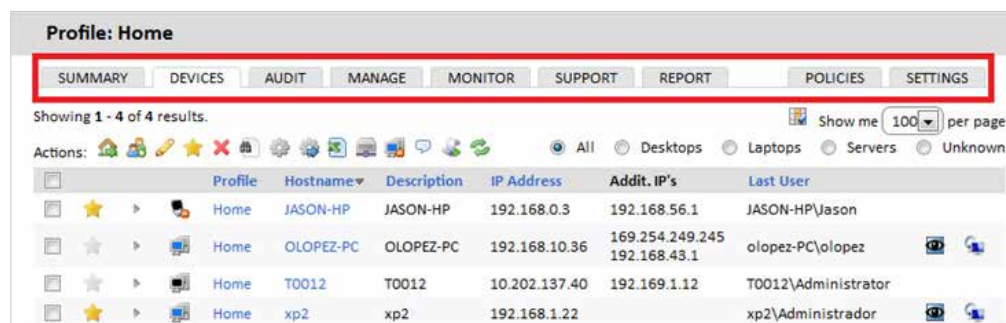 Profile: Home
SUMMARY DEVICES AUDIT MANAGE MONITOR SUPPORT REPORT POLICIES SETTINGS
Showing 1 - 4 of 4 results.
Show me 100 per page
Actions: All Desktops Laptops Servers Unknown
Profile Hostname Description IP Address Addit. IP's Last User
Home JASON-HP JASON-HP 192.168.0.3 192.168.56.1 JASON-HP\Jason
Home OLOPEZ-PC OLOPEZ-PC 192.168.10.36 169.254.249.245 olopez-PC\olopez
192.168.43.1
Home T0012 T0012 10.202.137.40 192.169.1.12 T0012\Administrator
Home xp2 xp2 192.168.1.22 xp2\Administrador